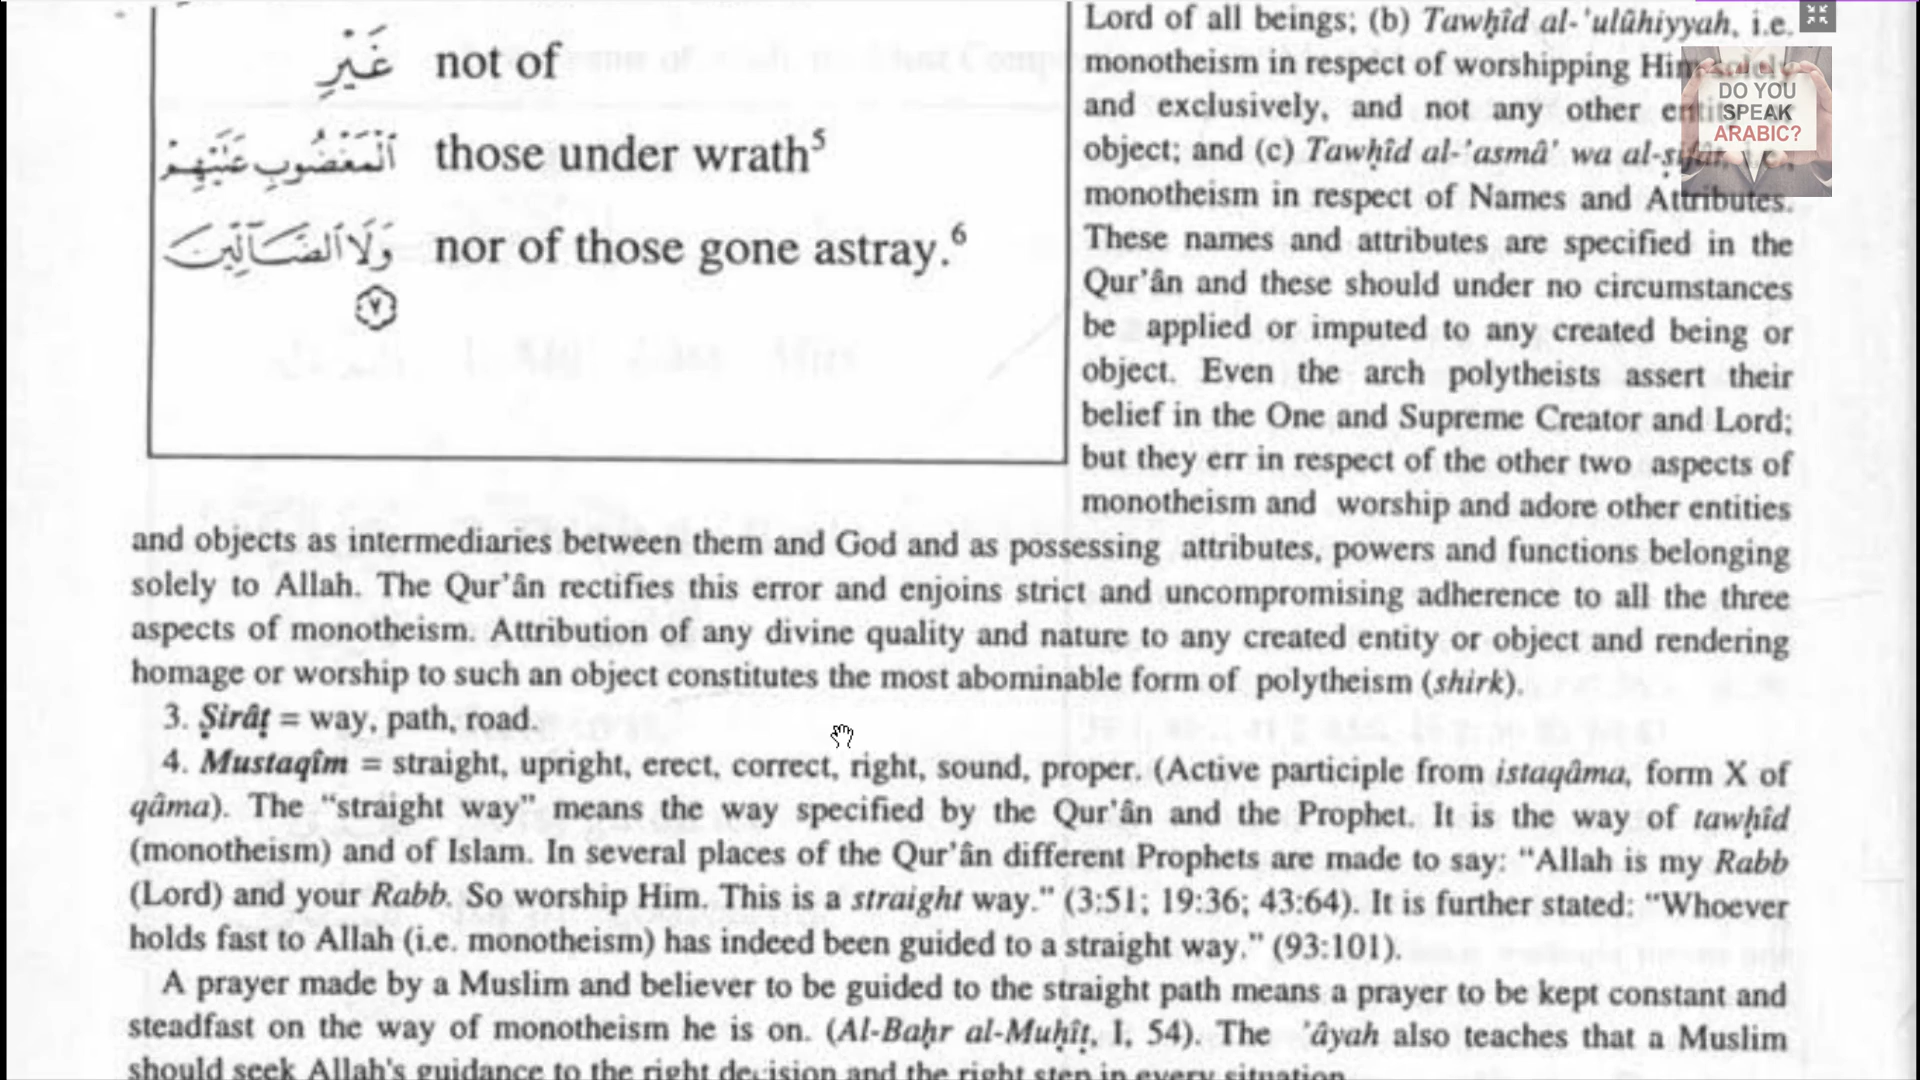 غَيْرِ not of
الْمَغْضُوبِ عَلَيْهِمْ those under wrath5
وَلَا الضَّآلِّينَ nor of those gone astray.6
٧
Lord of all beings; (b) Tawḥîd al-'ulûhiyyah, i.e.
monotheism in respect of worshipping Him solely
and exclusively, and not any other
object; and (c) Tawḥîd al-'asmâ' wa al-ṣifât, i.e.,
monotheism in respect of Names and Attributes.
These names and attributes are specified in the
Qur'ân and these should under no circumstances
be applied or imputed to any created being or
object. Even the arch polytheists assert their
belief in the One and Supreme Creator and Lord;
but they err in respect of the other two aspects of
monotheism and worship and adore other entities
and objects as intermediaries between them and God and as possessing attributes, powers and functions belonging
solely to Allah. The Qur'ân rectifies this error and enjoins strict and uncompromising adherence to all the three
aspects of monotheism. Attribution of any divine quality and nature to any created entity or object and rendering
homage or worship to such an object constitutes the most abominable form of polytheism (shirk).
3. Ṣirâṭ = way, path, road.
4. Mustaqîm = straight, upright, erect, correct, right, sound, proper. (Active participle from istaqâma, form X of
qâma). The “straight way” means the way specified by the Qur'ân and the Prophet. It is the way of tawḥîd
(monotheism) and of Islam. In several places of the Qur'ân different Prophets are made to say: “Allah is my Rabb
(Lord) and your Rabb. So worship Him. This is a straight way.” (3:51; 19:36; 43:64). It is further stated: “Whoever
holds fast to Allah (i.e. monotheism) has indeed been guided to a straight way.” (93:101).
A prayer made by a Muslim and believer to be guided to the straight path means a prayer to be kept constant and
steadfast on the way of monotheism he is on. (Al-Baḥr al-Muḥîṭ, I, 54). The 'âyah also teaches that a Muslim
should seek Allah's guidance to the right decision and the right step in every situation.
DO YOU
SPEAK
ARABIC?